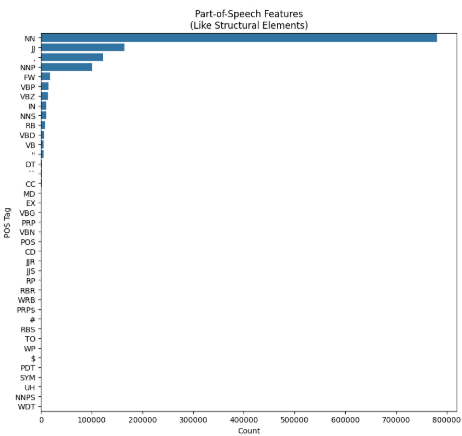 Part-of-Speech Features
(Like Structural Elements)
NN
JJ
.
NNP
FW
VBP
VBZ
IN
NNS
RB
VBD
VB
''
DT
``
CC
MD
EX
VBG
PRP
VBN
POS
CD
JJR
JJS
RP
RBR
WRB
PRP$
#
RBS
TO
WP
$
PDT
SYM
UH
NNPS
WDT
POS Tag
0 100000 200000 300000 400000 500000 600000 700000 800000
Count